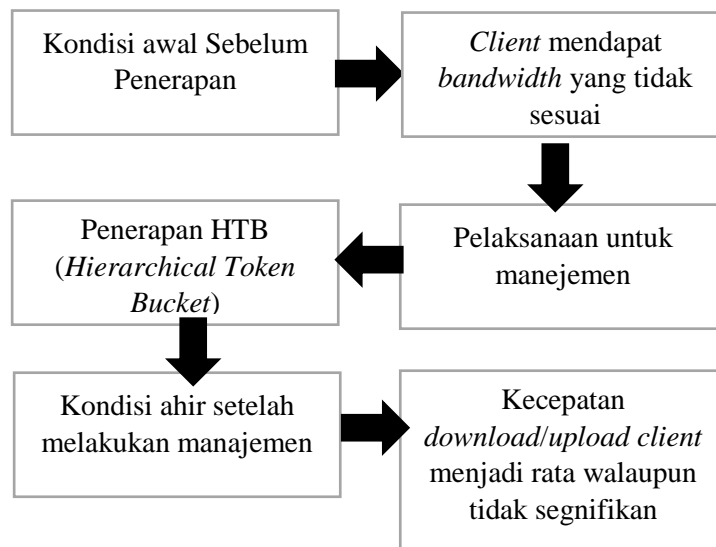 Kondisi awal Sebelum
Penerapan
Client mendapat
bandwidth yang tidak
sesuai
Pelaksanaan untuk
manejemen
Penerapan HTB
(Hierarchical Token
Bucket)
Kondisi ahir setelah
melakukan manajemen
Kecepatan
download/upload client
menjadi rata walaupun
tidak segnifikan